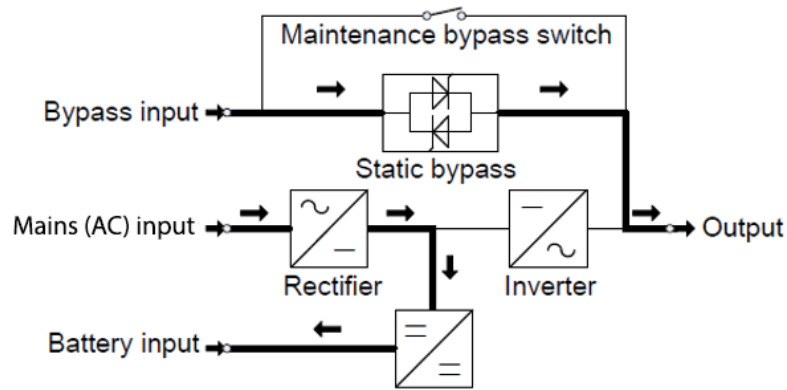 Maintenance bypass switch
Bypass input
Static bypass
Mains (AC) input
Output
Rectifier
Inverter
Battery input